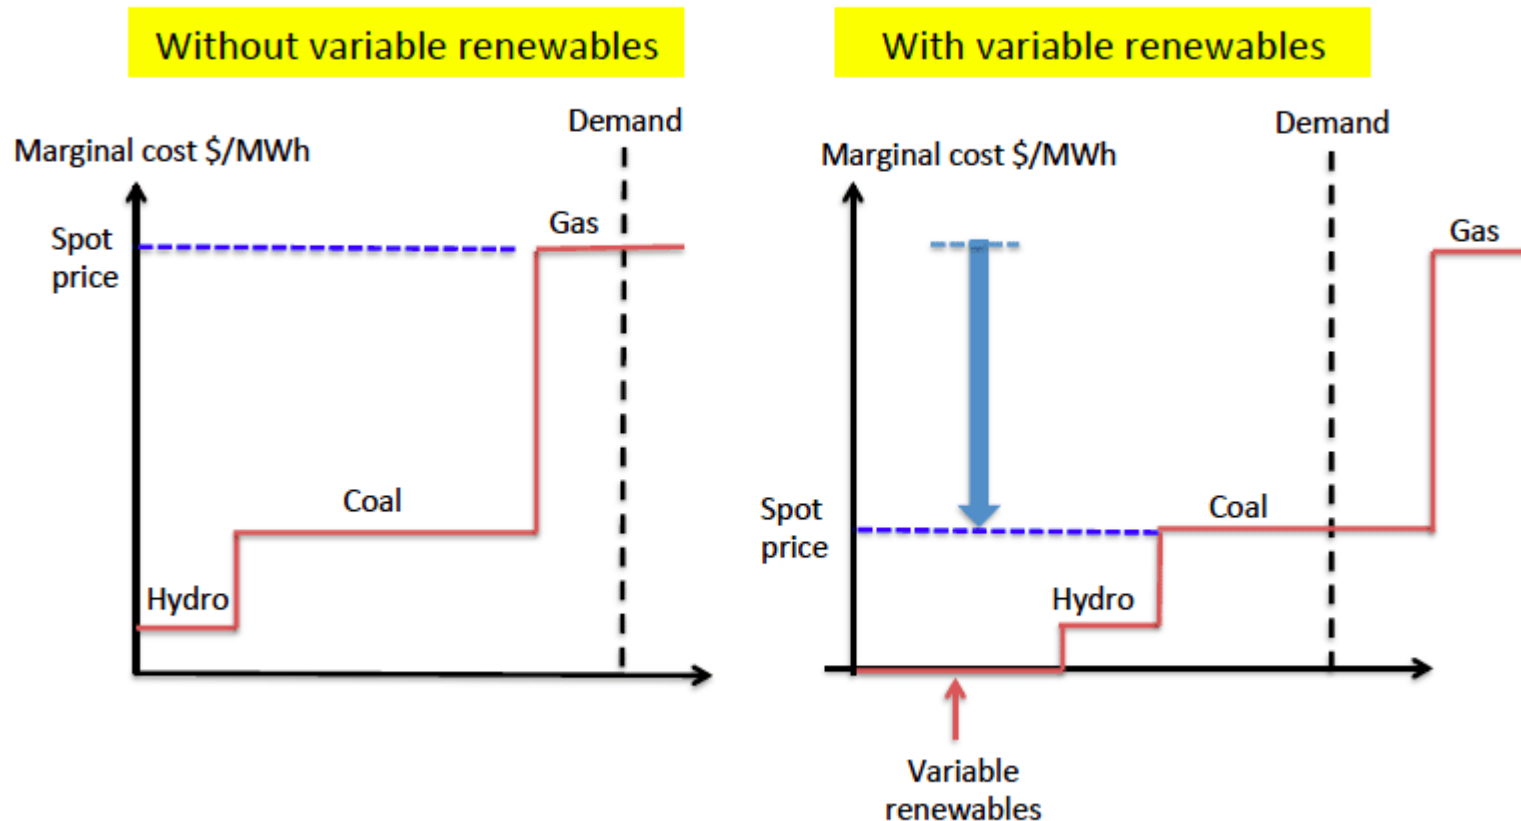 Without variable renewables
Demand
Marginal cost $/MWh
Spot
price
Gas
Coal
Hydro
With variable renewables
Demand
Marginal cost $/MWh
Gas
Spot
price
Coal
Hydro
Variable
renewables